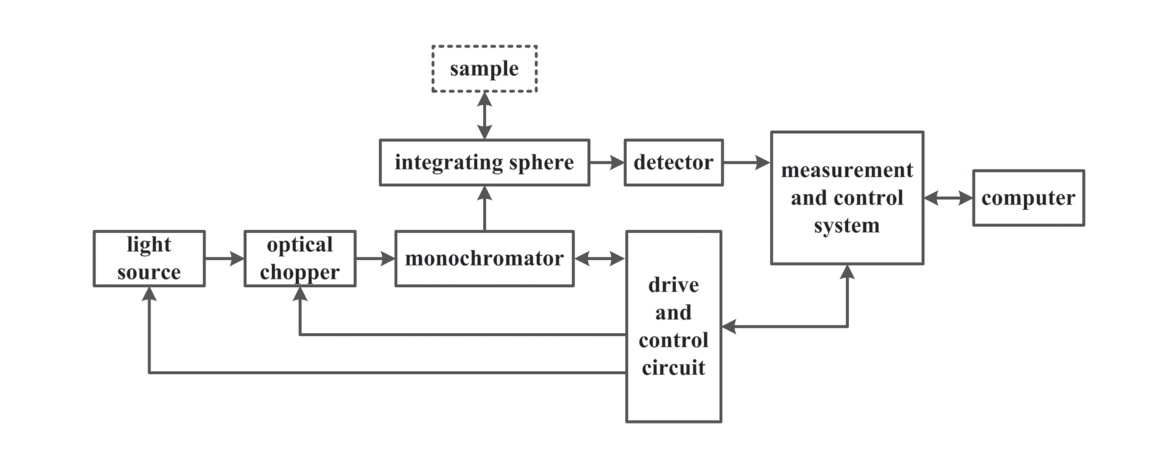 sample
integrating sphere
detector
measurement
and control
system
computer
light
source
optical
chopper
monochromator
drive
and
control
circuit